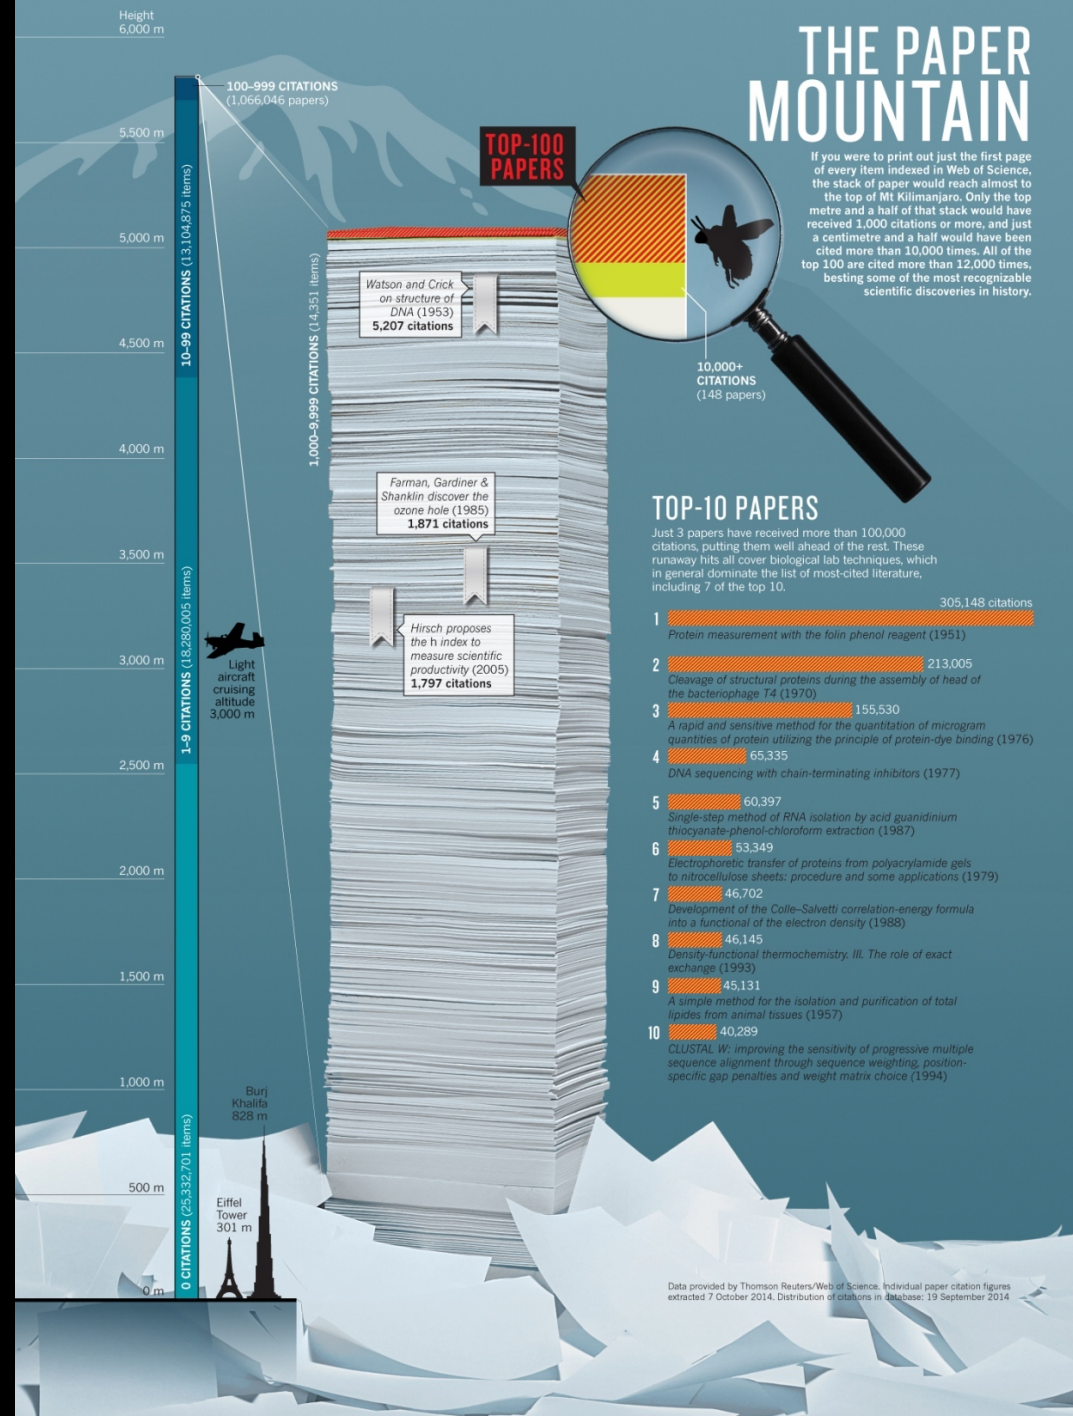 THE PAPER
MOUNTAIN
If you were to print out just the first page
of every item indexed in Web of Science,
the stack of paper would reach almost to
the top of Mt Kilimanjaro. Only the top
metre and a half of that stack would have
received 1,000 citations or more, and just
a centimetre and a half would have been
cited more than 10,000 times. All of the
top 100 are cited more than 12,000 times,
besting some of the most recognizable
scientific discoveries in history.
Height
6,000 m
5,500 m
5,000 m
4,500 m
4,000 m
3,500 m
3,000 m
2,500 m
2,000 m
1,500 m
1,000 m
500 m
0 m
100–999 CITATIONS
(1,066,046 papers)
10–99 CITATIONS (13,104,875 items)
1–9 CITATIONS (18,280,005 items)
0 CITATIONS (25,332,701 items)
Light
aircraft
cruising
altitude
3,000 m
Burj
Khalifa
828 m
Eiffel
Tower
301 m
1,000–9,999 CITATIONS (14,351 items)
TOP-100
PAPERS
10,000+
CITATIONS
(148 papers)
Watson and Crick
on structure of
DNA (1953)
5,207 citations
Farman, Gardiner &
Shanklin discover the
ozone hole (1985)
1,871 citations
Hirsch proposes
the h index to
measure scientific
productivity (2005)
1,797 citations
TOP-10 PAPERS
Just 3 papers have received more than 100,000
citations, putting them well ahead of the rest. These
runaway hits all cover biological lab techniques, which
in general dominate the list of most-cited literature,
including 7 of the top 10.
305,148 citations
1
Protein measurement with the folin phenol reagent (1951)
2 213,005
Cleavage of structural proteins during the assembly of head of
the bacteriophage T4 (1970)
3 155,530
A rapid and sensitive method for the quantitation of microgram
quantities of protein utilizing the principle of protein-dye binding (1976)
4 65,335
DNA sequencing with chain-terminating inhibitors (1977)
5 60,397
Single-step method of RNA isolation by acid guanidinium
thiocyanate-phenol-chloroform extraction (1987)
6 53,349
Electrophoretic transfer of proteins from polyacrylamide gels
to nitrocellulose sheets: procedure and some applications (1979)
7 46,702
Development of the Colle–Salvetti correlation-energy formula
into a functional of the electron density (1988)
8 46,145
Density-functional thermochemistry. III. The role of exact
exchange (1993)
9 45,131
A simple method for the isolation and purification of total
lipides from animal tissues (1957)
10 40,289
CLUSTAL W: improving the sensitivity of progressive multiple
sequence alignment through sequence weighting, position-
specific gap penalties and weight matrix choice (1994)
Data provided by Thomson Reuters/Web of Science. Individual paper citation figures
extracted 7 October 2014. Distribution of citations in database: 19 September 2014